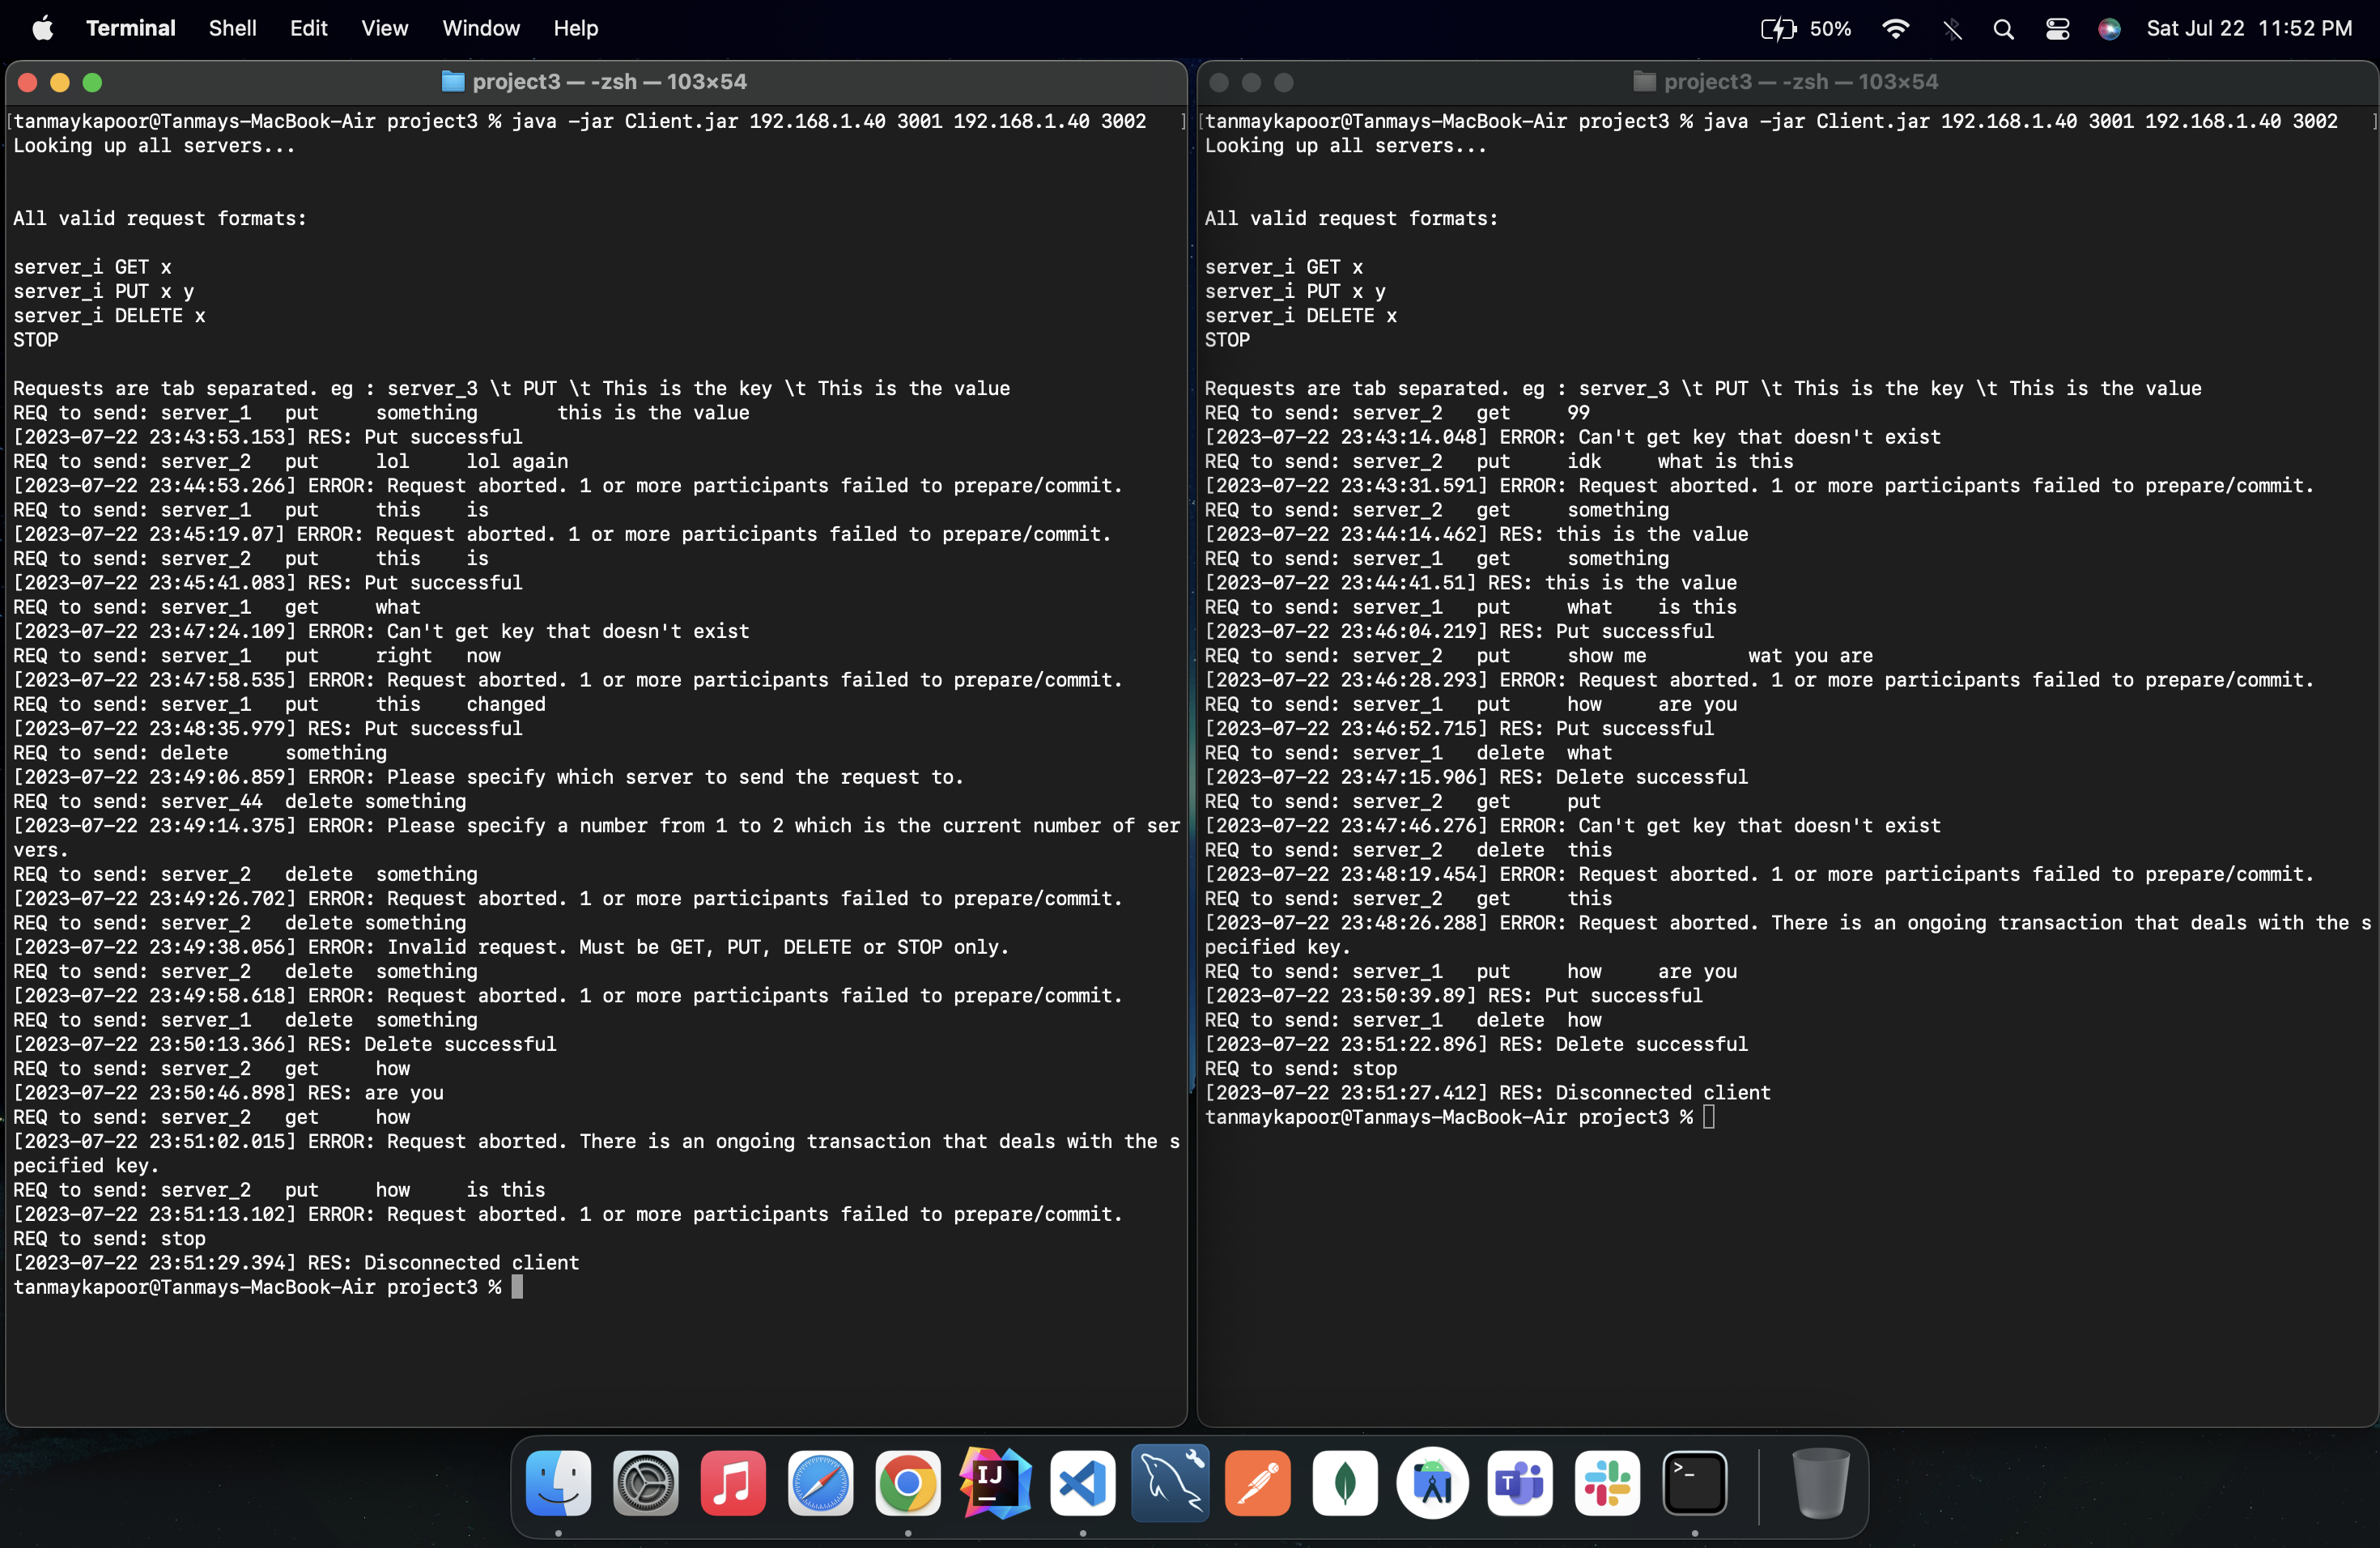 Terminal Shell Edit View Window Help 50% Sat Jul 22 11:52 PM
project3 — -zsh — 103×54
[tanmaykapoor@Tanmays-MacBook-Air project3 % java -jar Client.jar 192.168.1.40 3001 192.168.1.40 3002 ]
Looking up all servers...
All valid request formats:
server_i GET x
server_i PUT x y
server_i DELETE x
STOP
Requests are tab separated. eg : server_3 \t PUT \t This is the key \t This is the value
REQ to send: server_1 put something this is the value
[2023-07-22 23:43:53.153] RES: Put successful
REQ to send: server_2 put lol lol again
[2023-07-22 23:44:53.266] ERROR: Request aborted. 1 or more participants failed to prepare/commit.
REQ to send: server_1 put this is
[2023-07-22 23:45:19.07] ERROR: Request aborted. 1 or more participants failed to prepare/commit.
REQ to send: server_2 put this is
[2023-07-22 23:45:41.083] RES: Put successful
REQ to send: server_1 get what
[2023-07-22 23:47:24.109] ERROR: Can't get key that doesn't exist
REQ to send: server_1 put right now
[2023-07-22 23:47:58.535] ERROR: Request aborted. 1 or more participants failed to prepare/commit.
REQ to send: server_1 put this changed
[2023-07-22 23:48:35.979] RES: Put successful
REQ to send: delete something
[2023-07-22 23:49:06.859] ERROR: Please specify which server to send the request to.
REQ to send: server_44 delete something
[2023-07-22 23:49:14.375] ERROR: Please specify a number from 1 to 2 which is the current number of ser
vers.
REQ to send: server_2 delete something
[2023-07-22 23:49:26.702] ERROR: Request aborted. 1 or more participants failed to prepare/commit.
REQ to send: server_2 delete something
[2023-07-22 23:49:38.056] ERROR: Invalid request. Must be GET, PUT, DELETE or STOP only.
REQ to send: server_2 delete something
[2023-07-22 23:49:58.618] ERROR: Request aborted. 1 or more participants failed to prepare/commit.
REQ to send: server_1 delete something
[2023-07-22 23:50:13.366] RES: Delete successful
REQ to send: server_2 get how
[2023-07-22 23:50:46.898] RES: are you
REQ to send: server_2 get how
[2023-07-22 23:51:02.015] ERROR: Request aborted. There is an ongoing transaction that deals with the s
pecified key.
REQ to send: server_2 put how is this
[2023-07-22 23:51:13.102] ERROR: Request aborted. 1 or more participants failed to prepare/commit.
REQ to send: stop
[2023-07-22 23:51:29.394] RES: Disconnected client
tanmaykapoor@Tanmays-MacBook-Air project3 %
project3 — -zsh — 103×54
[tanmaykapoor@Tanmays-MacBook-Air project3 % java -jar Client.jar 192.168.1.40 3001 192.168.1.40 3002 ]
Looking up all servers...
All valid request formats:
server_i GET x
server_i PUT x y
server_i DELETE x
STOP
Requests are tab separated. eg : server_3 \t PUT \t This is the key \t This is the value
REQ to send: server_2 get 99
[2023-07-22 23:43:14.048] ERROR: Can't get key that doesn't exist
REQ to send: server_2 put idk what is this
[2023-07-22 23:43:31.591] ERROR: Request aborted. 1 or more participants failed to prepare/commit.
REQ to send: server_2 get something
[2023-07-22 23:44:14.462] RES: this is the value
REQ to send: server_1 get something
[2023-07-22 23:44:41.51] RES: this is the value
REQ to send: server_1 put what is this
[2023-07-22 23:46:04.219] RES: Put successful
REQ to send: server_2 put show me wat you are
[2023-07-22 23:46:28.293] ERROR: Request aborted. 1 or more participants failed to prepare/commit.
REQ to send: server_1 put how are you
[2023-07-22 23:46:52.715] RES: Put successful
REQ to send: server_1 delete what
[2023-07-22 23:47:15.906] RES: Delete successful
REQ to send: server_2 get put
[2023-07-22 23:47:46.276] ERROR: Can't get key that doesn't exist
REQ to send: server_2 delete this
[2023-07-22 23:48:19.454] ERROR: Request aborted. 1 or more participants failed to prepare/commit.
REQ to send: server_2 get this
[2023-07-22 23:48:26.288] ERROR: Request aborted. There is an ongoing transaction that deals with the s
pecified key.
REQ to send: server_1 put how are you
[2023-07-22 23:50:39.89] RES: Put successful
REQ to send: server_1 delete how
[2023-07-22 23:51:22.896] RES: Delete successful
REQ to send: stop
[2023-07-22 23:51:27.412] RES: Disconnected client
tanmaykapoor@Tanmays-MacBook-Air project3 %
IJ
T
>_